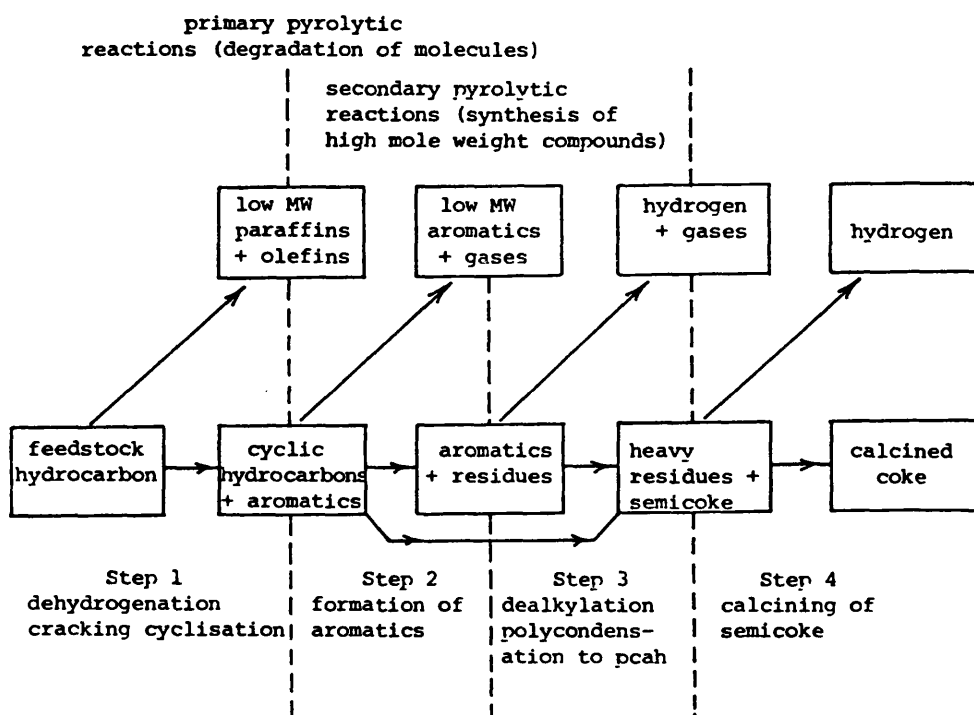 primary pyrolytic
reactions (degradation of molecules)
secondary pyrolytic
reactions (synthesis of
high mole weight compounds)
low MW
paraffins
+ olefins
low MW
aromatics
+ gases
hydrogen
+ gases
hydrogen
feedstock
hydrocarbon
cyclic
hydrocarbons
+ aromatics
aromatics
+ residues
heavy
residues +
semicoke
calcined
coke
Step 1
dehydrogenation
cracking cyclisation
Step 2
formation of
aromatics
Step 3
dealkylation
polycondens-
ation to pcah
Step 4
calcining of
semicoke